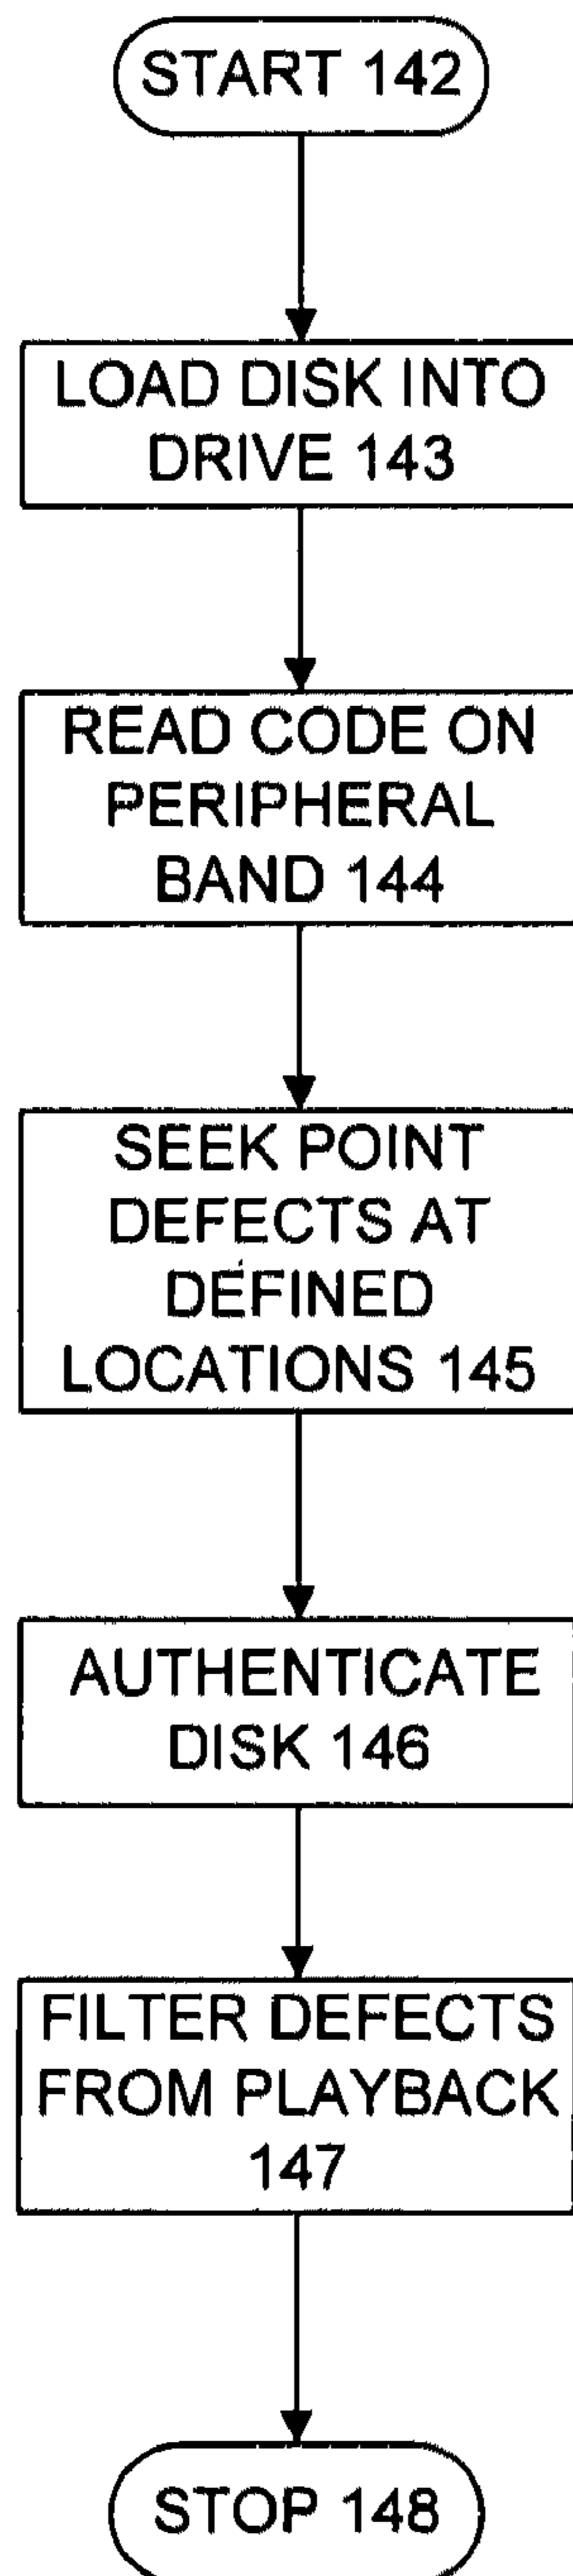 START 142
LOAD DISK INTO
DRIVE 143
READ CODE ON
PERIPHERAL
BAND 144
SEEK POINT
DEFECTS AT
DEFINED
LOCATIONS 145
AUTHENTICATE
DISK 146
FILTER DEFECTS
FROM PLAYBACK
147
STOP 148